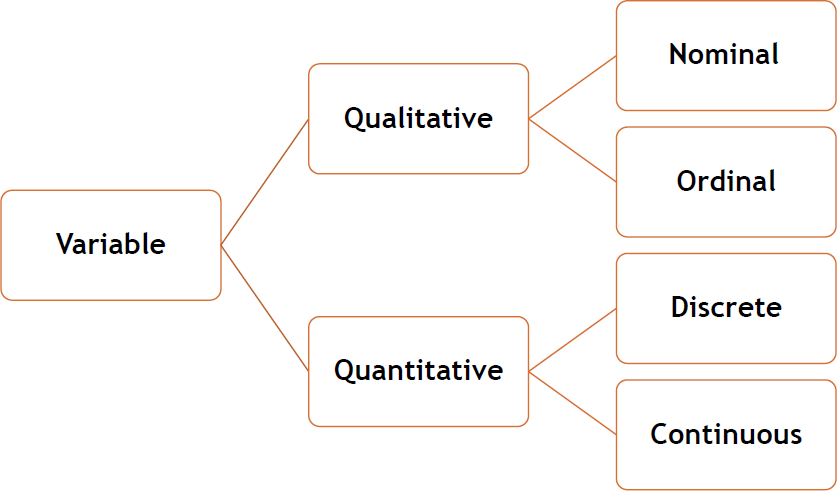 Variable
Qualitative
Nominal
Ordinal
Quantitative
Discrete
Continuous